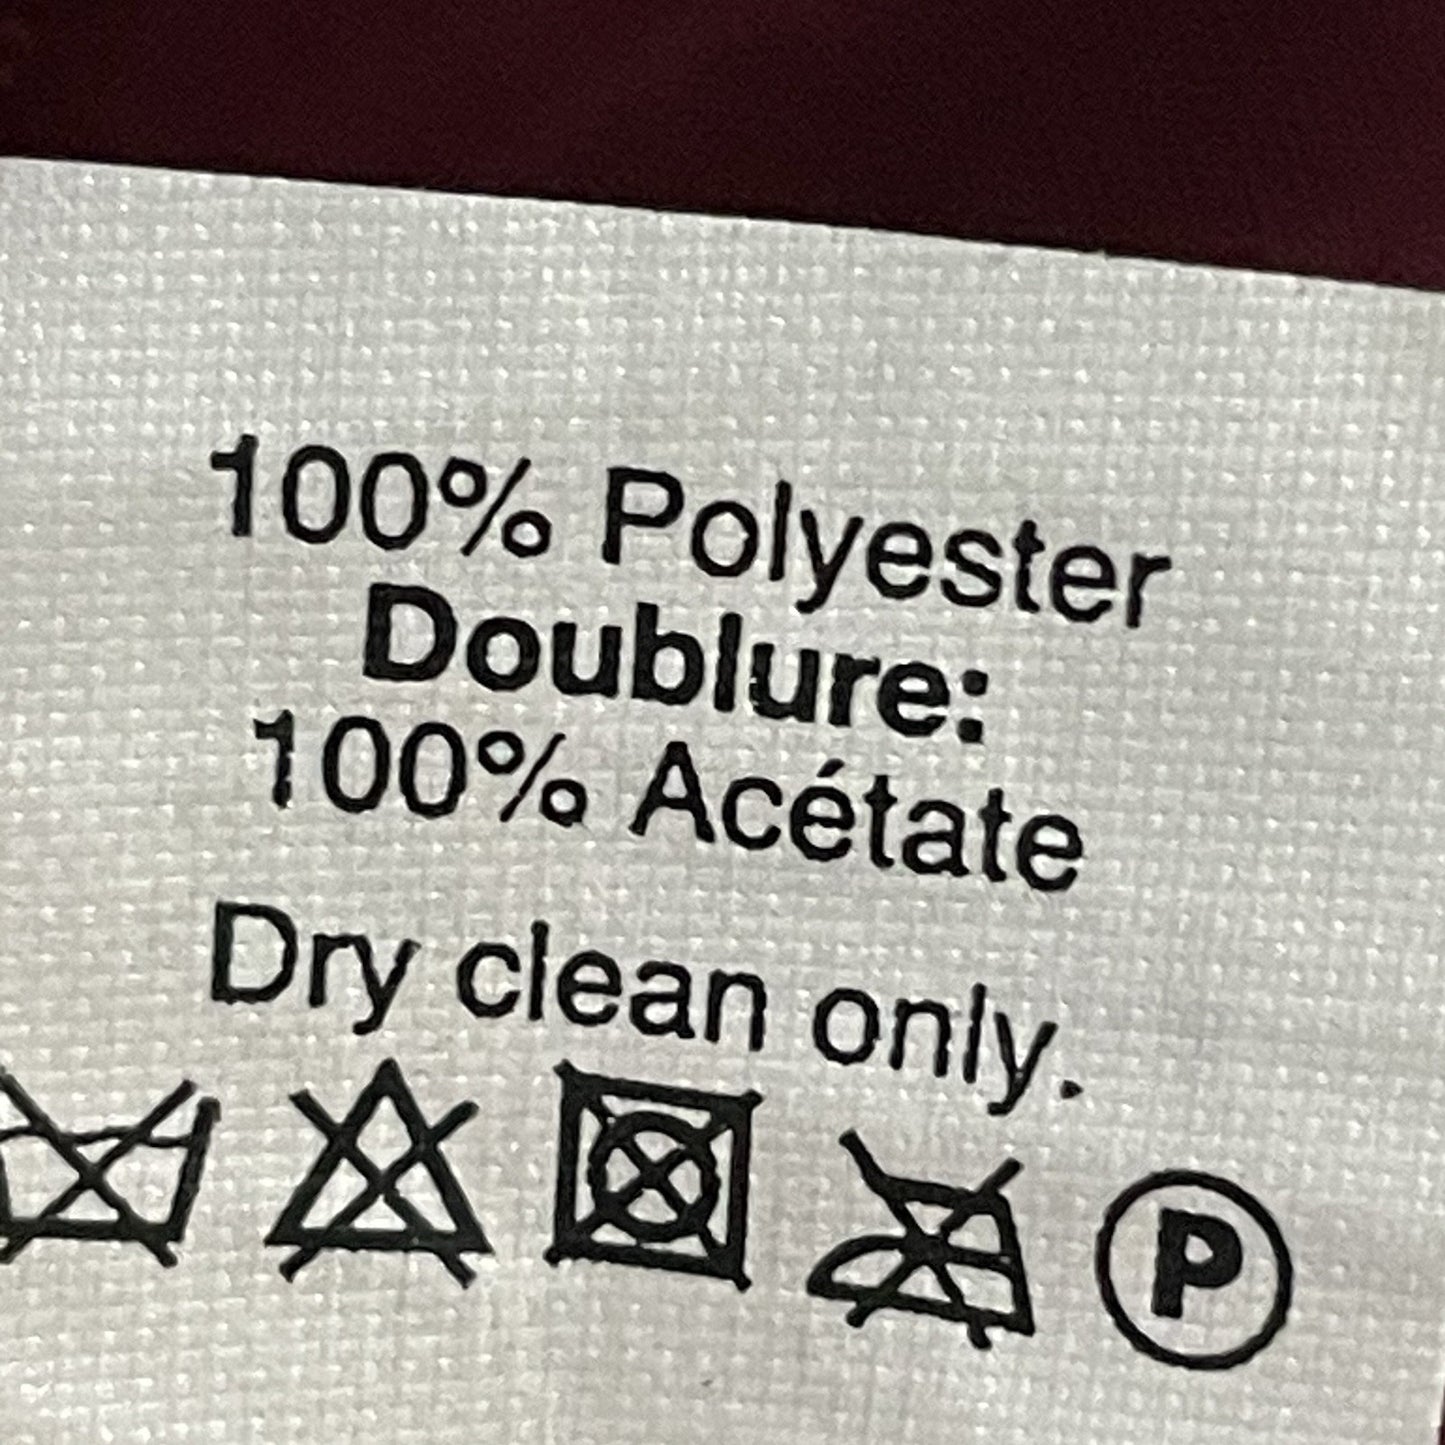 100% Polyester
Doublure:
100% Acétate
Dry clean only.
P